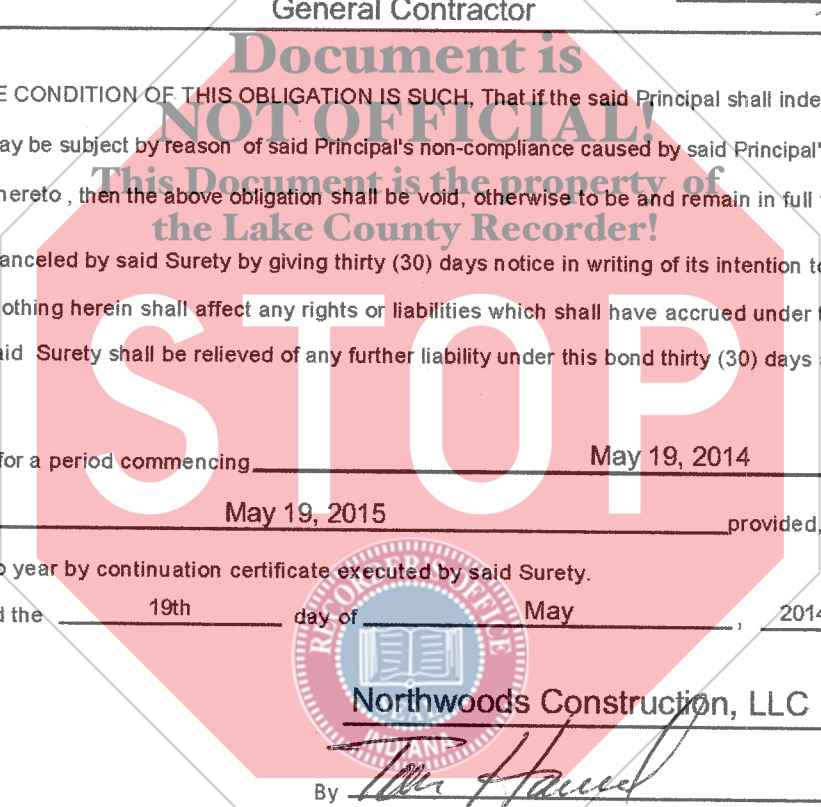 General Contractor
Document is
E CONDITION OF THIS OBLIGATION IS SUCH, That if the said Principal shall inde
NOT OFFICIAL!
ay be subject by reason of said Principal's non-compliance caused by said Principal'
This Document is the property of
hereto , then the above obligation shall be void, otherwise to be and remain in full
the Lake County Recorder!
anceled by said Surety by giving thirty (30) days notice in writing of its intention to
othing herein shall affect any rights or liabilities which shall have accrued under
STOP
aid Surety shall be relieved of any further liability under this bond thirty (30) days
for a period commencing May 19, 2014
May 19, 2015 provided,
o year by continuation certificate executed by said Surety.
d the 19th day of May , 2014
RECORDER'S OFFICE
SEAL
INDIANA
Northwoods Construction, LLC
By